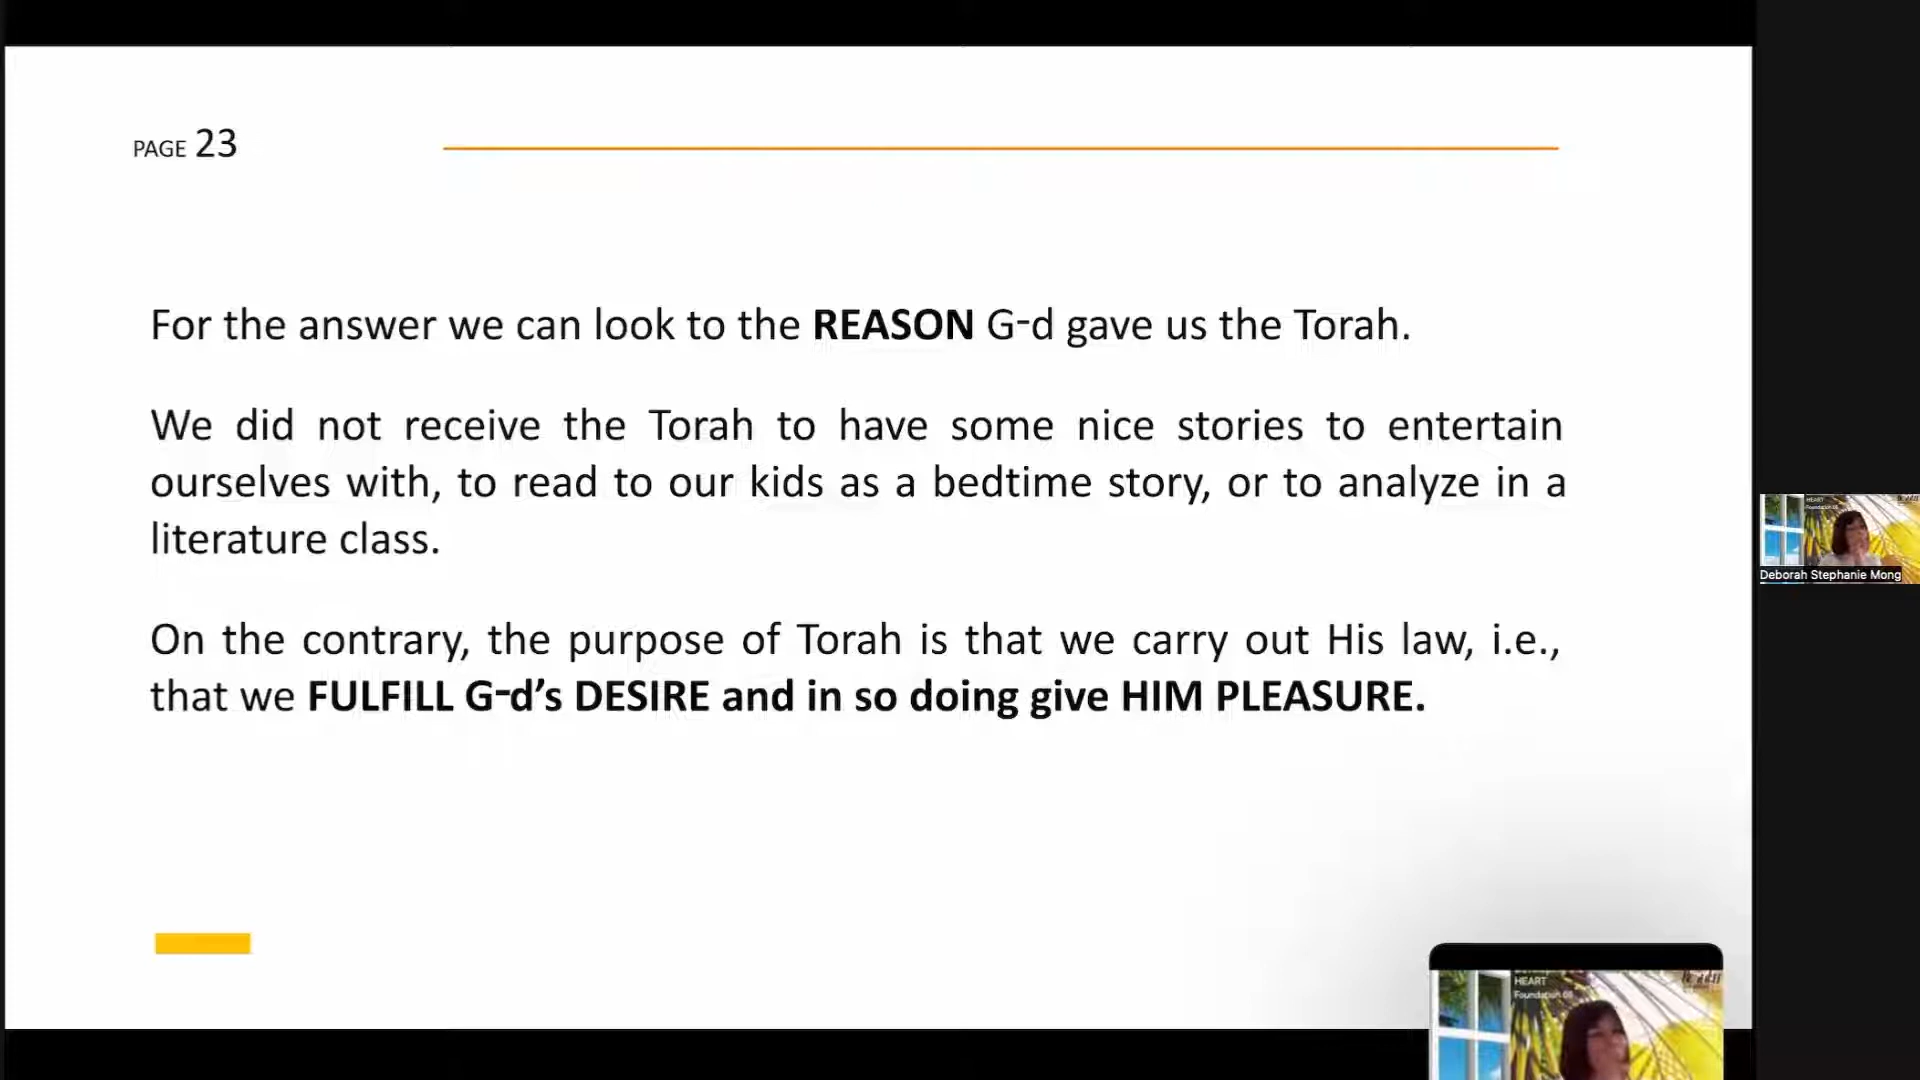 PAGE 23
For the answer we can look to the REASON G-d gave us the Torah.
We did not receive the Torah to have some nice stories to entertain
ourselves with, to read to our kids as a bedtime story, or to analyze in a
literature class.
On the contrary, the purpose of Torah is that we carry out His law, i.e.,
that we FULFILL G-d’s DESIRE and in so doing give HIM PLEASURE.
HEART
Deborah Stephanie Mong
HEART
Foundation